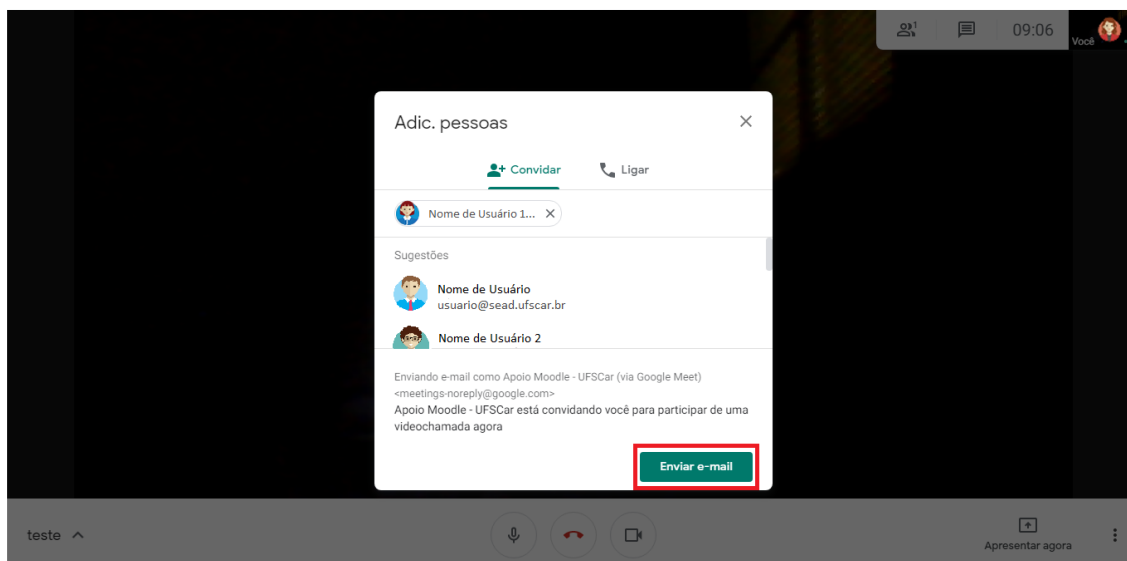 1
09:06
Você
Adic. pessoas
Convidar
Ligar
Nome de Usuário 1...
Sugestões
Nome de Usuário
usuario@sead.ufscar.br
Nome de Usuário 2
Enviando e-mail como Apoio Moodle - UFSCar (via Google Meet)
<meetings-noreply@google.com>
Apoio Moodle - UFSCar está convidando você para participar de uma
videochamada agora
Enviar e-mail
teste
Apresentar agora